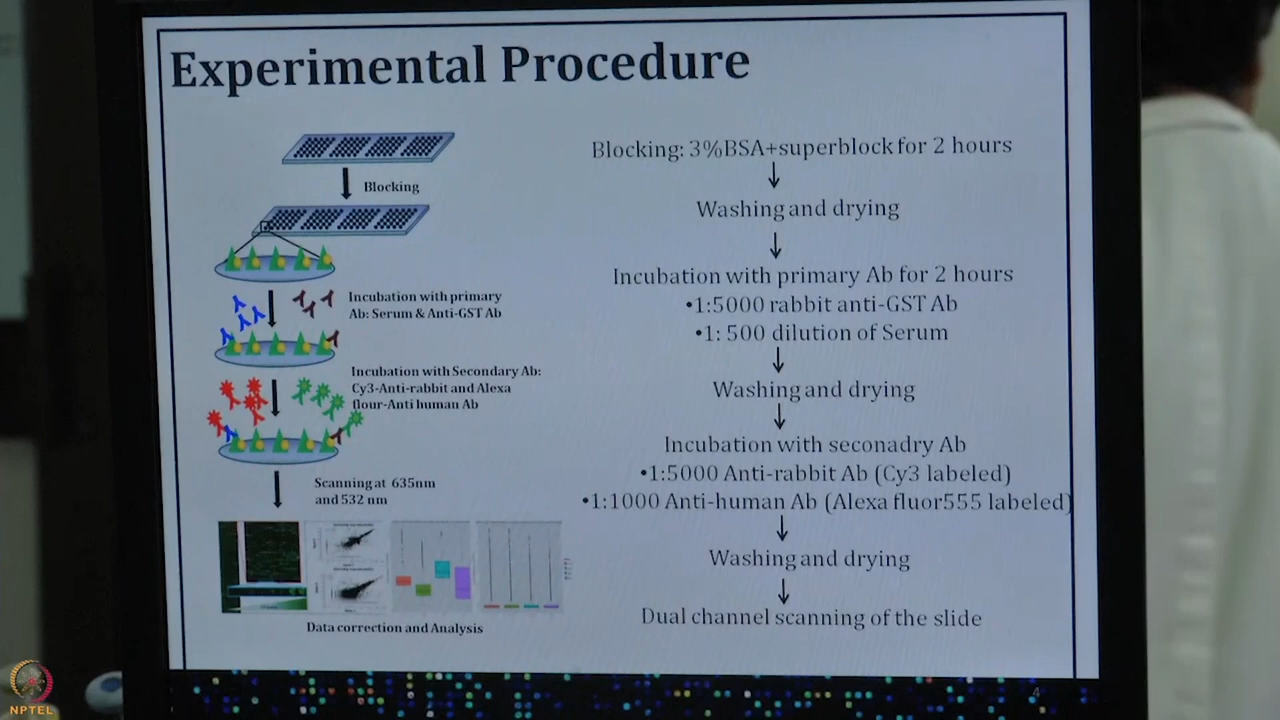 Experimental Procedure
Blocking
Incubation with primary
Ab: Serum & Anti-GST Ab
Incubation with Secondary Ab:
Cy3-Anti-rabbit and Alexa
flour-Anti human Ab
Scanning at 635nm
and 532 nm
Data correction and Analysis
Blocking: 3%BSA+superblock for 2 hours
Washing and drying
Incubation with primary Ab for 2 hours
•1:5000 rabbit anti-GST Ab
•1: 500 dilution of Serum
Washing and drying
Incubation with seconadry Ab
•1:5000 Anti-rabbit Ab (Cy3 labeled)
•1:1000 Anti-human Ab (Alexa fluor555 labeled)
Washing and drying
Dual channel scanning of the slide
4
NPTEL